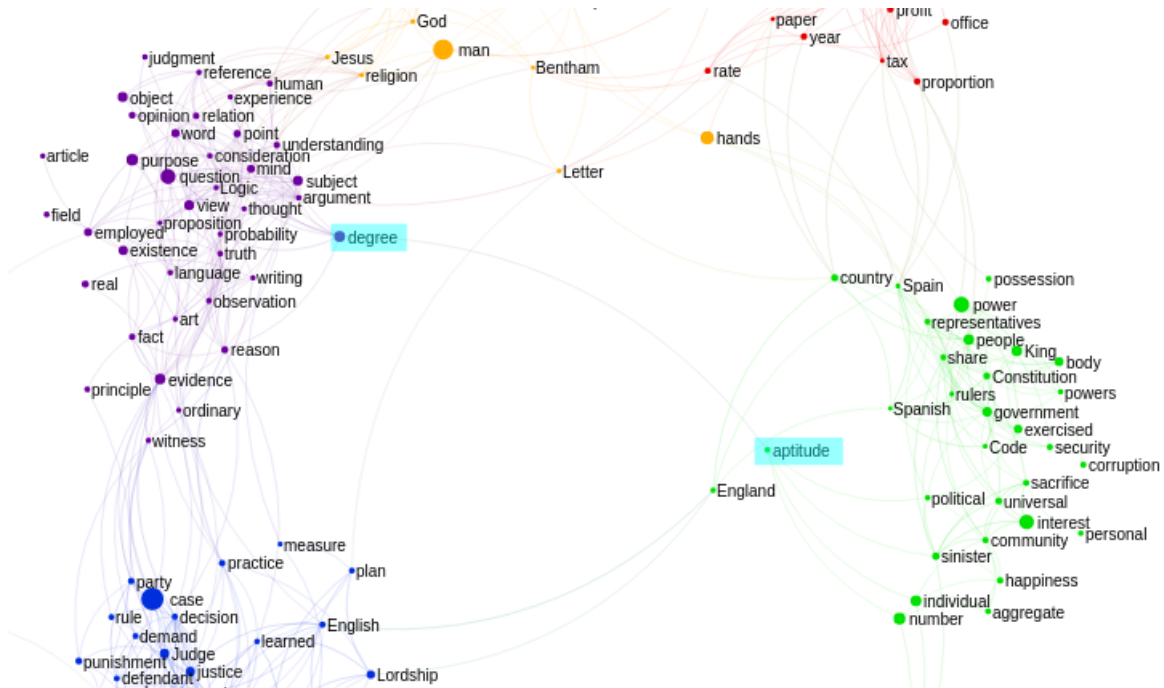 God
man
Jesus
religion
Bentham
paper
year
profit
office
tax
rate
proportion
hands
Letter
judgment
reference
human
object
experience
opinion
relation
word
point
understanding
article
purpose
consideration
mind
question
subject
Logic
argument
view
thought
field
proposition
employed
probability
degree
existence
truth
language
writing
real
observation
art
fact
reason
evidence
principle
ordinary
witness
country
Spain
possession
power
representatives
people
King
share
body
Constitution
rulers
powers
Spanish
government
exercised
Code
security
aptitude
corruption
England
sacrifice
political
universal
interest
personal
community
sinister
happiness
individual
aggregate
number
measure
practice
plan
party
case
rule
decision
English
demand
learned
Judge
punishment
justice
defendant
Lordship